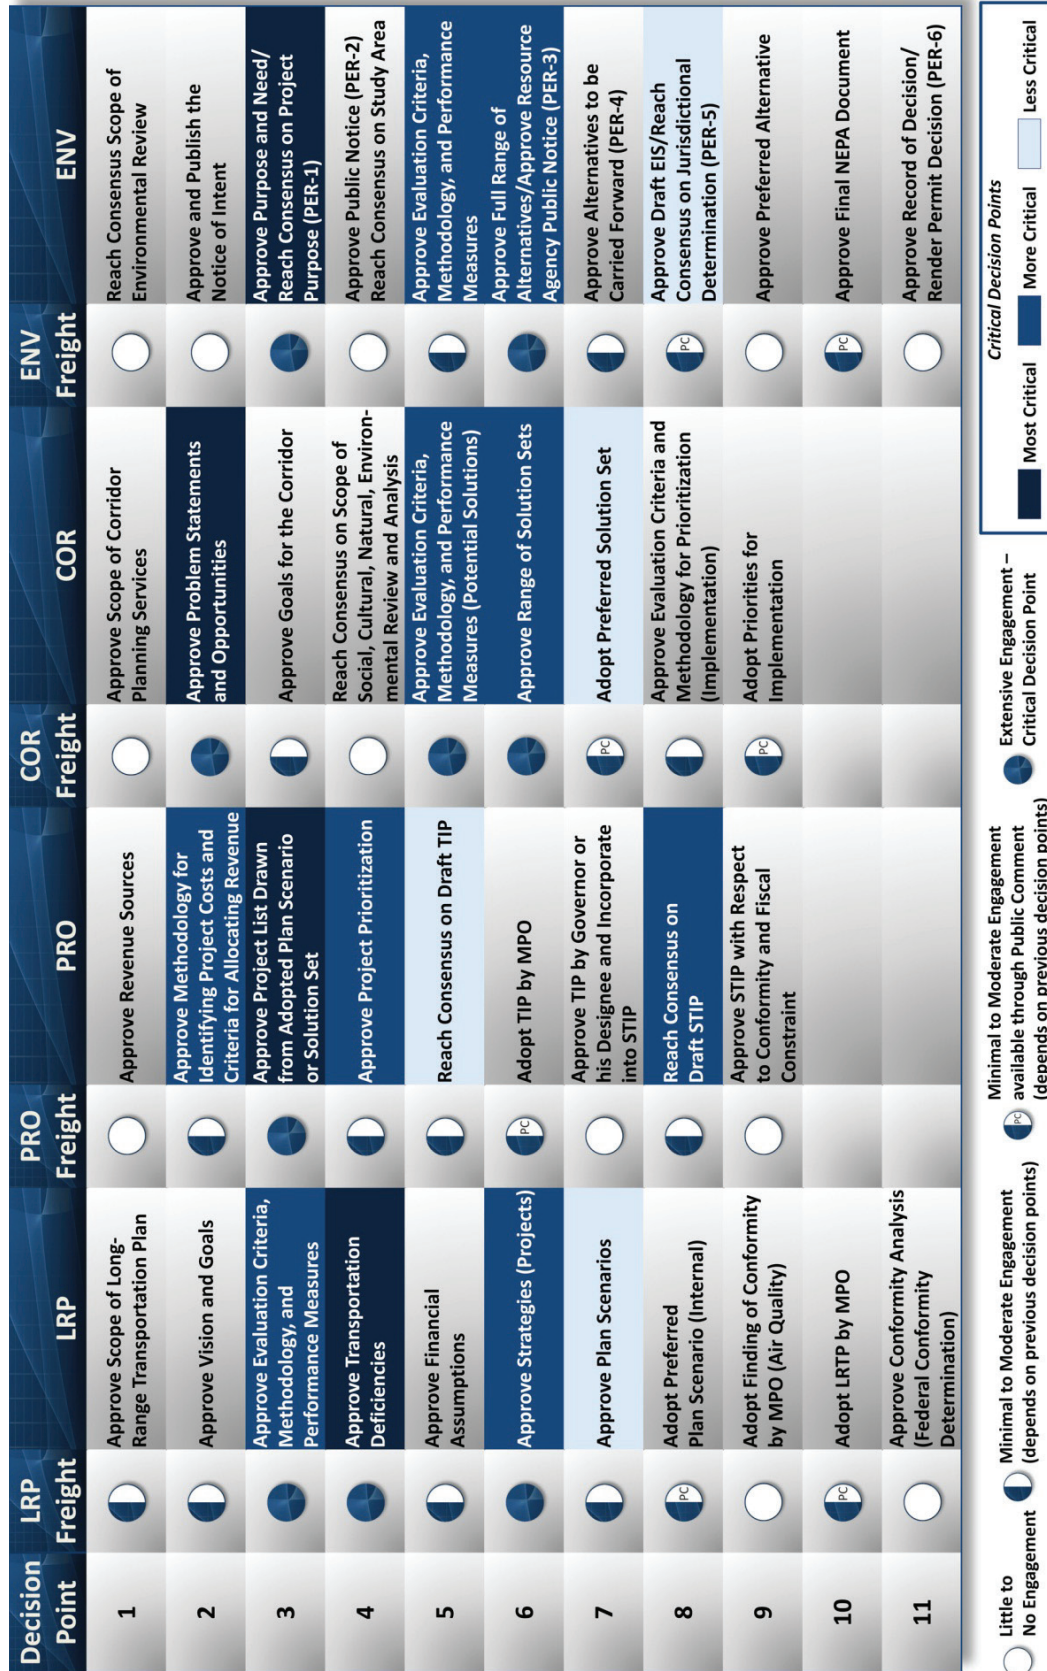 Decision Point
LRP Freight
LRP
PRO Freight
PRO
COR Freight
COR
ENV Freight
ENV
1
Approve Scope of Long-
Range Transportation Plan
Approve Revenue Sources
Approve Scope of Corridor
Planning Services
Reach Consensus Scope of
Environmental Review
2
Approve Vision and Goals
Approve Methodology for
Identifying Project Costs and
Criteria for Allocating Revenue
Approve Problem Statements
and Opportunities
Approve and Publish the
Notice of Intent
3
Approve Evaluation Criteria,
Methodology, and
Performance Measures
Approve Project List Drawn
from Adopted Plan Scenario
or Solution Set
Approve Goals for the Corridor
Approve Purpose and Need/
Reach Consensus on Project
Purpose (PER-1)
4
Approve Transportation
Deficiencies
Approve Project Prioritization
Reach Consensus on Scope of
Social, Cultural, Natural, Environ-
mental Review and Analysis
Approve Public Notice (PER-2)
Reach Consensus on Study Area
5
Approve Financial
Assumptions
Reach Consensus on Draft TIP
Approve Evaluation Criteria,
Methodology, and Performance
Measures (Potential Solutions)
Approve Evaluation Criteria,
Methodology, and Performance
Measures
6
Approve Strategies (Projects)
PC
Adopt TIP by MPO
Approve Range of Solution Sets
Approve Full Range of
Alternatives/Approve Resource
Agency Public Notice (PER-3)
7
Approve Plan Scenarios
Approve TIP by Governor or
his Designee and Incorporate
into STIP
PC
Adopt Preferred Solution Set
Approve Alternatives to be
Carried Forward (PER-4)
8
PC
Adopt Preferred
Plan Scenario (Internal)
Reach Consensus on
Draft STIP
Approve Evaluation Criteria and
Methodology for Prioritization
(Implementation)
PC
Approve Draft EIS/Reach
Consensus on Jurisdictional
Determination (PER-5)
9
Adopt Finding of Conformity
by MPO (Air Quality)
Approve STIP with Respect
to Conformity and Fiscal
Constraint
PC
Adopt Priorities for
Implementation
Approve Preferred Alternative
10
PC
Adopt LRTP by MPO
PC
Approve Final NEPA Document
11
Approve Conformity Analysis
(Federal Conformity
Determination)
Approve Record of Decision/
Render Permit Decision (PER-6)
Little to
No Engagement
Minimal to Moderate Engagement
(depends on previous decision points)
PC
Minimal to Moderate Engagement
available through Public Comment
(depends on previous decision points)
Extensive Engagement –
Critical Decision Point
Critical Decision Points
Most Critical
More Critical
Less Critical